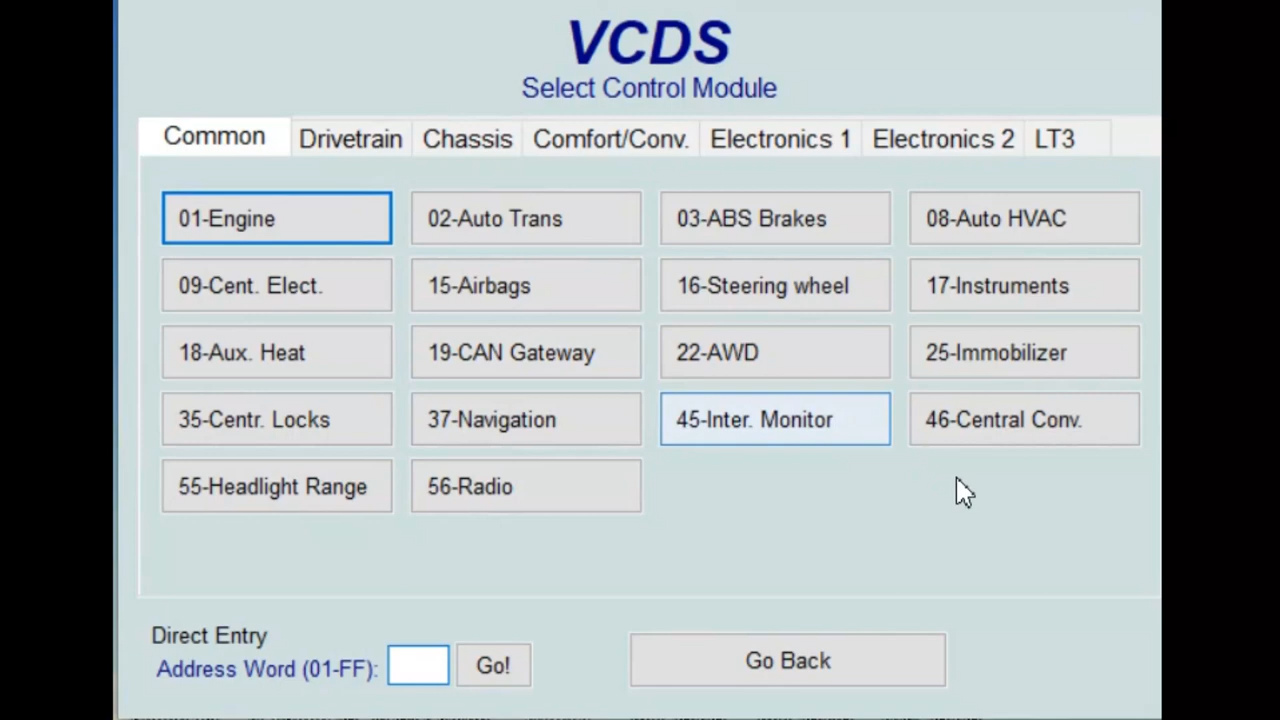 VCDS
Select Control Module
Common Drivetrain Chassis Comfort/Conv. Electronics 1 Electronics 2 LT3
01-Engine 02-Auto Trans 03-ABS Brakes 08-Auto HVAC
09-Cent. Elect. 15-Airbags 16-Steering wheel 17-Instruments
18-Aux. Heat 19-CAN Gateway 22-AWD 25-Immobilizer
35-Centr. Locks 37-Navigation 45-Inter. Monitor 46-Central Conv.
55-Headlight Range 56-Radio
Direct Entry
Address Word (01-FF): Go! Go Back